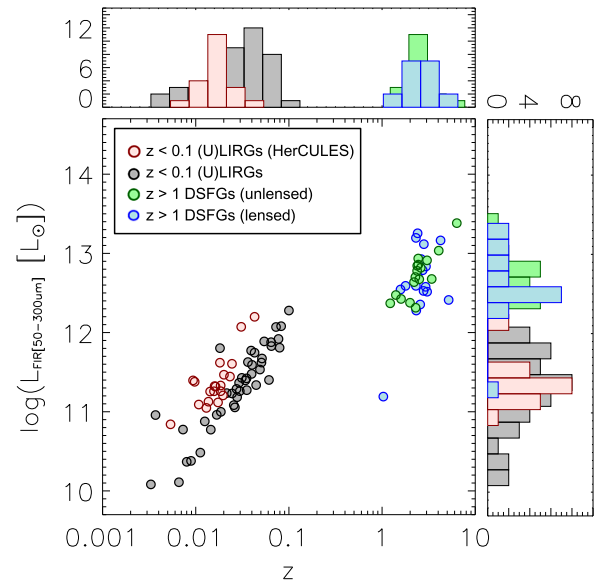 12
6
0
0 4 8
z < 0.1 (U)LIRGs (HerCULES)
z < 0.1 (U)LIRGs
z > 1 DSFGs (unlensed)
z > 1 DSFGs (lensed)
14
13
12
11
10
log(L_FIR[50-300um] [L_⊙])
0.001 0.01 0.1 1 10
z